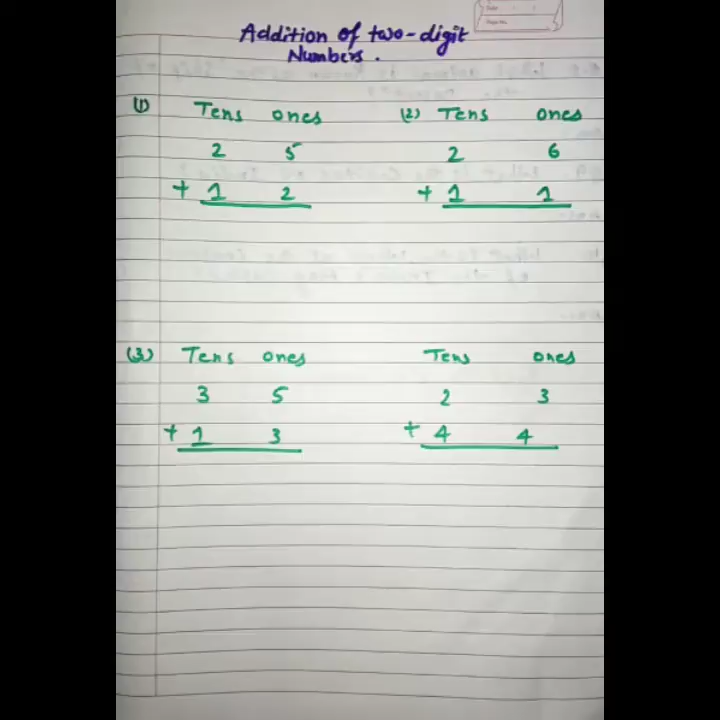 Addition of two-digit
Numbers.
(1) Tens ones (2) Tens ones
2 5 2 6
+ 1 2 + 1 1
(3) Tens ones Tens ones
3 5 2 3
+ 1 3 + 4 4